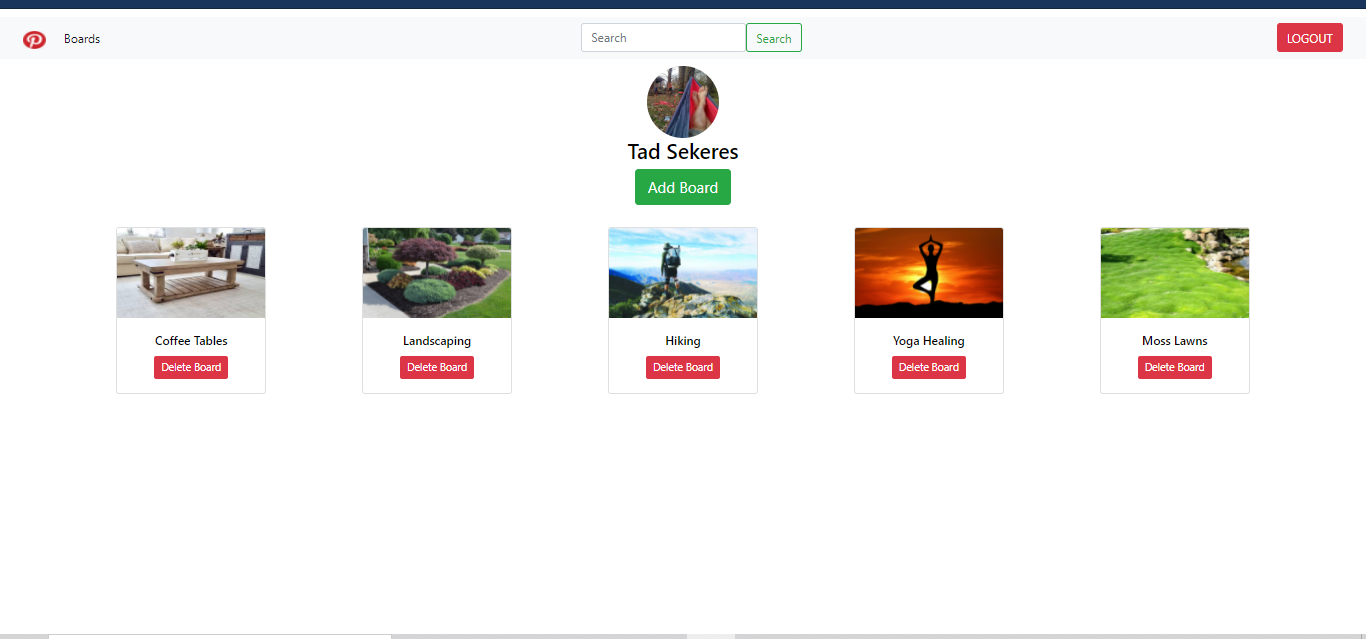 Boards
Search Search
LOGOUT
Tad Sekeres
Add Board
Coffee Tables
Delete Board
Landscaping
Delete Board
Hiking
Delete Board
Yoga Healing
Delete Board
Moss Lawns
Delete Board